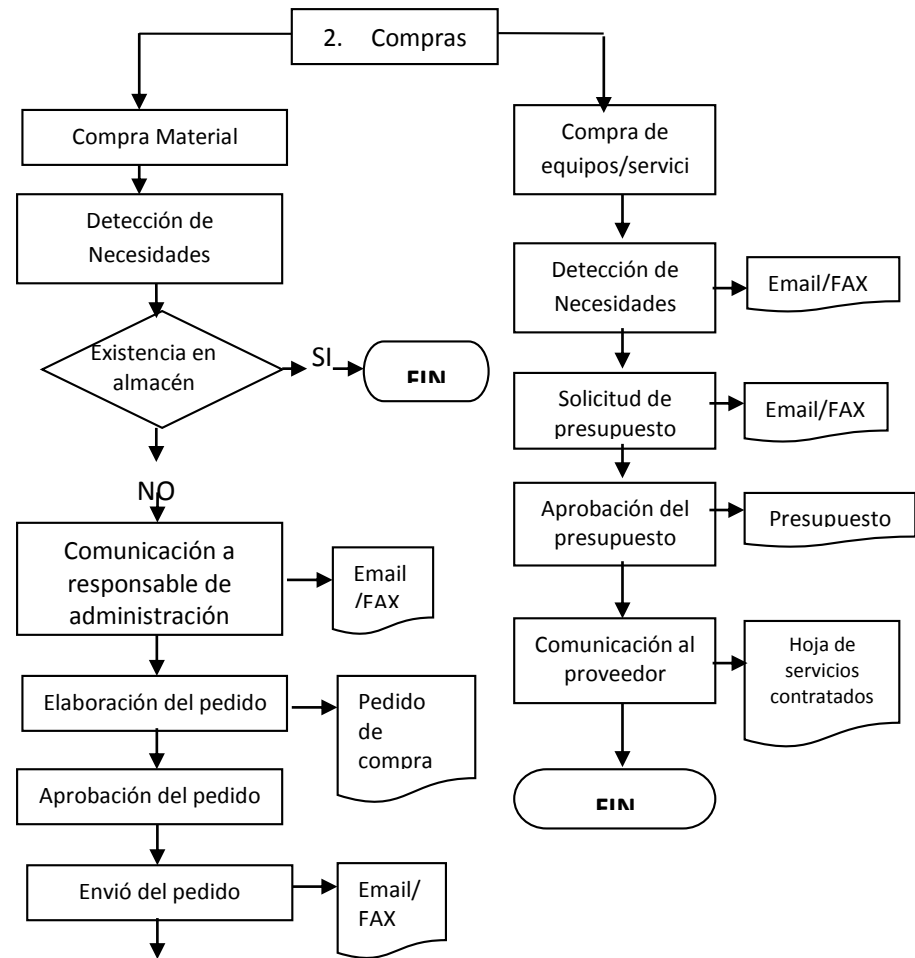 2. Compras
Compra Material
Detección de
Necesidades
Existencia en
almacén
SI
FIN
NO
Comunicación a
responsable de
administración
Email
/FAX
Elaboración del pedido
Pedido
de
compra
Aprobación del pedido
Envió del pedido
Email/
FAX
Compra de
equipos/servici
Detección de
Necesidades
Email/FAX
Solicitud de
presupuesto
Email/FAX
Aprobación del
presupuesto
Presupuesto
Comunicación al
proveedor
Hoja de
servicios
contratados
FIN